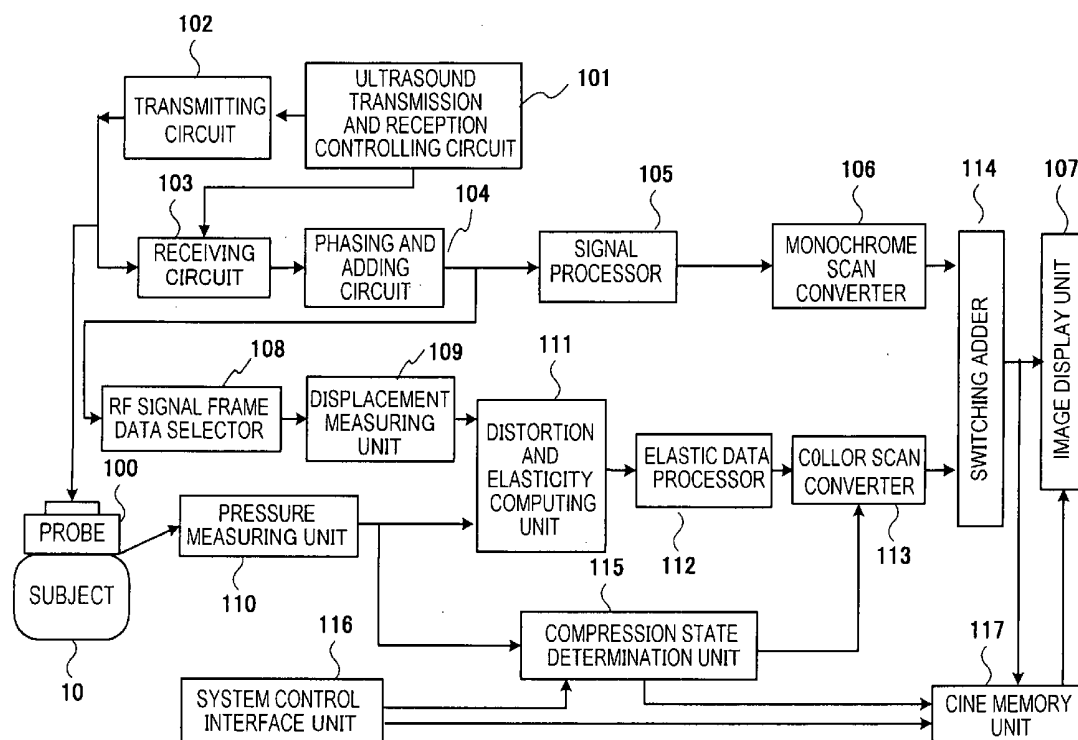 102
TRANSMITTING
CIRCUIT
ULTRASOUND
TRANSMISSION
AND RECEPTION
CONTROLLING CIRCUIT
101
103
RECEIVING
CIRCUIT
PHASING AND
ADDING
CIRCUIT
104
105
SIGNAL
PROCESSOR
106
MONOCHROME
SCAN
CONVERTER
114
SWITCHING ADDER
107
IMAGE DISPLAY UNIT
108
RF SIGNAL FRAME
DATA SELECTOR
109
DISPLACEMENT
MEASURING
UNIT
111
DISTORTION
AND
ELASTICITY
COMPUTING
UNIT
ELASTIC DATA
PROCESSOR
112
C0LLOR SCAN
CONVERTER
113
100
PROBE
SUBJECT
10
PRESSURE
MEASURING UNIT
110
115
COMPRESSION STATE
DETERMINATION UNIT
116
SYSTEM CONTROL
INTERFACE UNIT
117
CINE MEMORY
UNIT